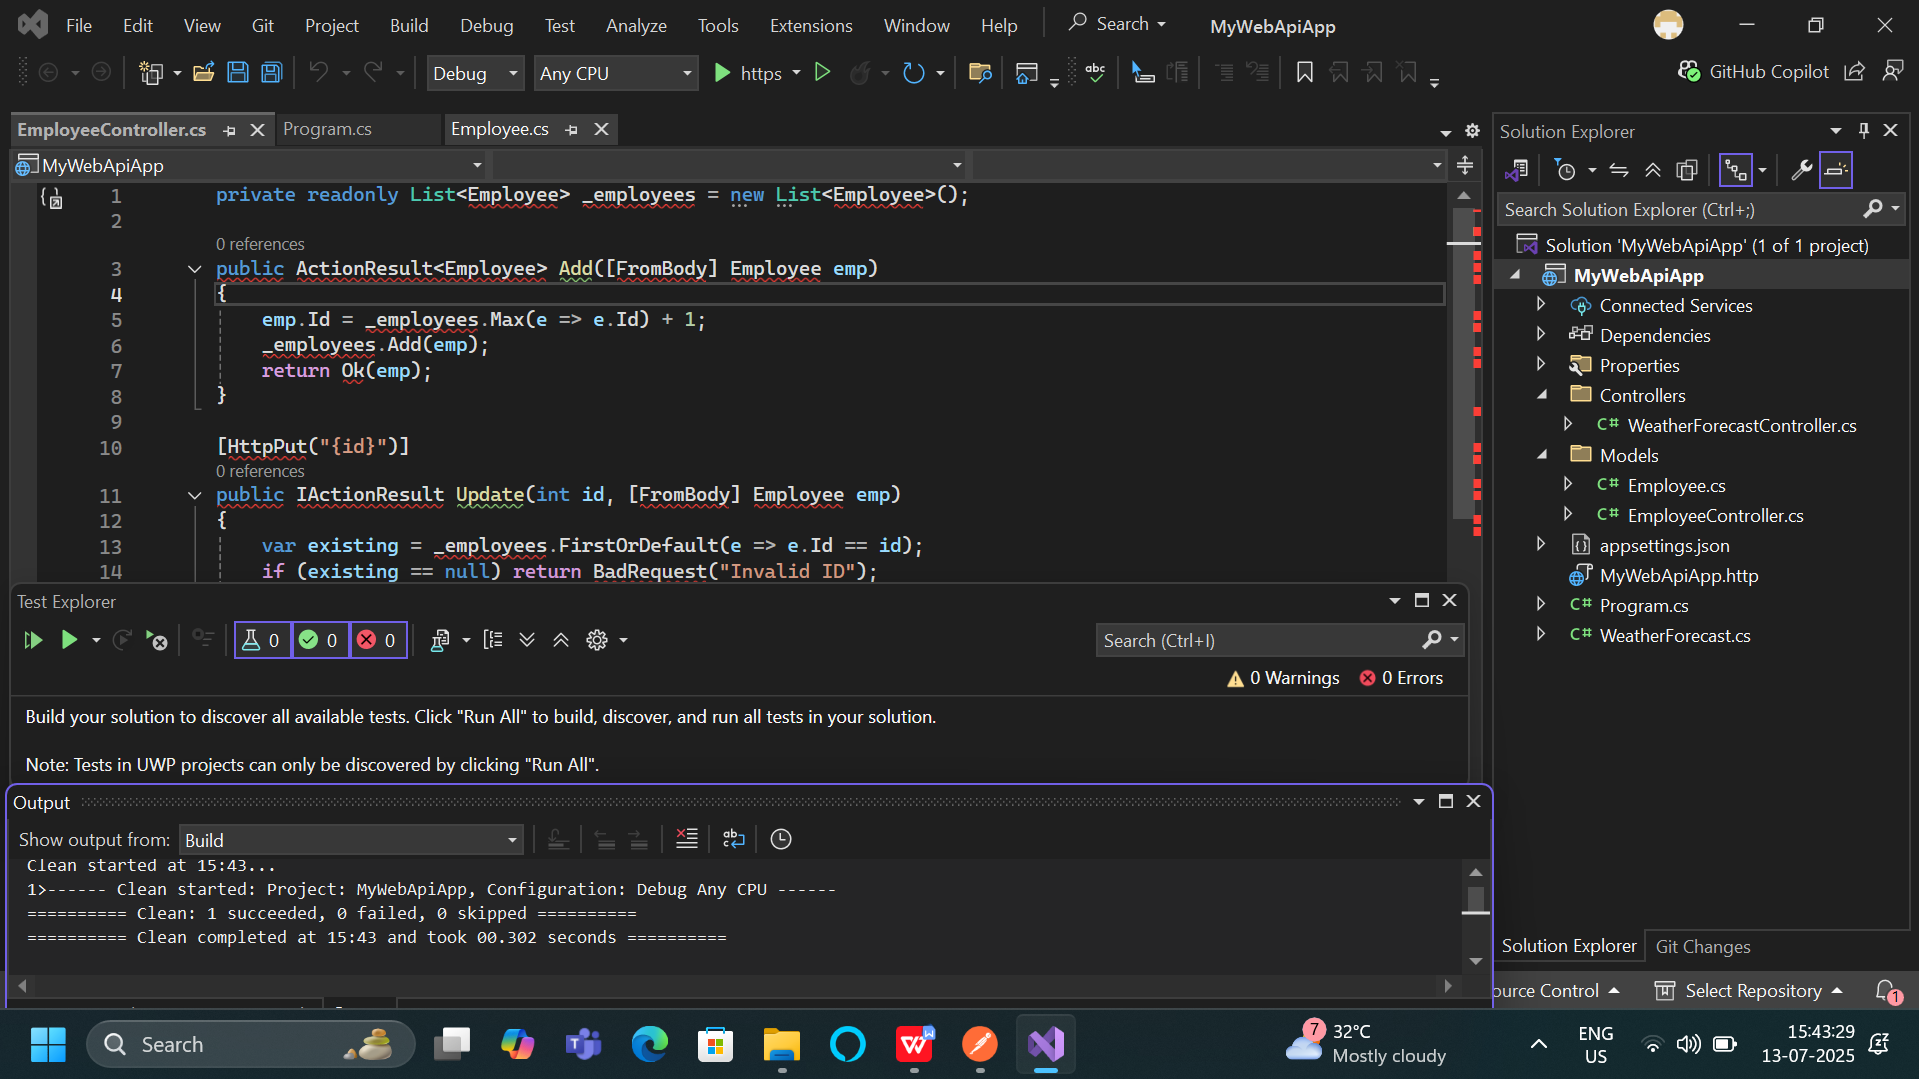 File Edit View Git Project Build Debug Test Analyze Tools Extensions Window Help Search MyWebApiApp
Debug Any CPU https GitHub Copilot
EmployeeController.cs Program.cs Employee.cs
MyWebApiApp
1 private readonly List<Employee> _employees = new List<Employee>();
2
0 references
3 public ActionResult<Employee> Add([FromBody] Employee emp)
4 {
5 emp.Id = _employees.Max(e => e.Id) + 1;
6 _employees.Add(emp);
7 return Ok(emp);
8 }
9
10 [HttpPut("{id}")]
0 references
11 public IActionResult Update(int id, [FromBody] Employee emp)
12 {
13 var existing = _employees.FirstOrDefault(e => e.Id == id);
14 if (existing == null) return BadRequest("Invalid ID");
Test Explorer
0 0 0
Search (Ctrl+I)
0 Warnings 0 Errors
Build your solution to discover all available tests. Click "Run All" to build, discover, and run all tests in your solution.
Note: Tests in UWP projects can only be discovered by clicking "Run All".
Output
Show output from: Build
Clean started at 15:43...
1>------ Clean started: Project: MyWebApiApp, Configuration: Debug Any CPU ------
========== Clean: 1 succeeded, 0 failed, 0 skipped ==========
========== Clean completed at 15:43 and took 00.302 seconds ==========
Solution Explorer
Search Solution Explorer (Ctrl+;)
Solution 'MyWebApiApp' (1 of 1 project)
MyWebApiApp
Connected Services
Dependencies
Properties
Controllers
C# WeatherForecastController.cs
Models
C# Employee.cs
C# EmployeeController.cs
appsettings.json
MyWebApiApp.http
C# Program.cs
C# WeatherForecast.cs
Solution Explorer Git Changes
ource Control Select Repository 1
Search
7
32°C
Mostly cloudy
ENG
US
15:43:29
13-07-2025